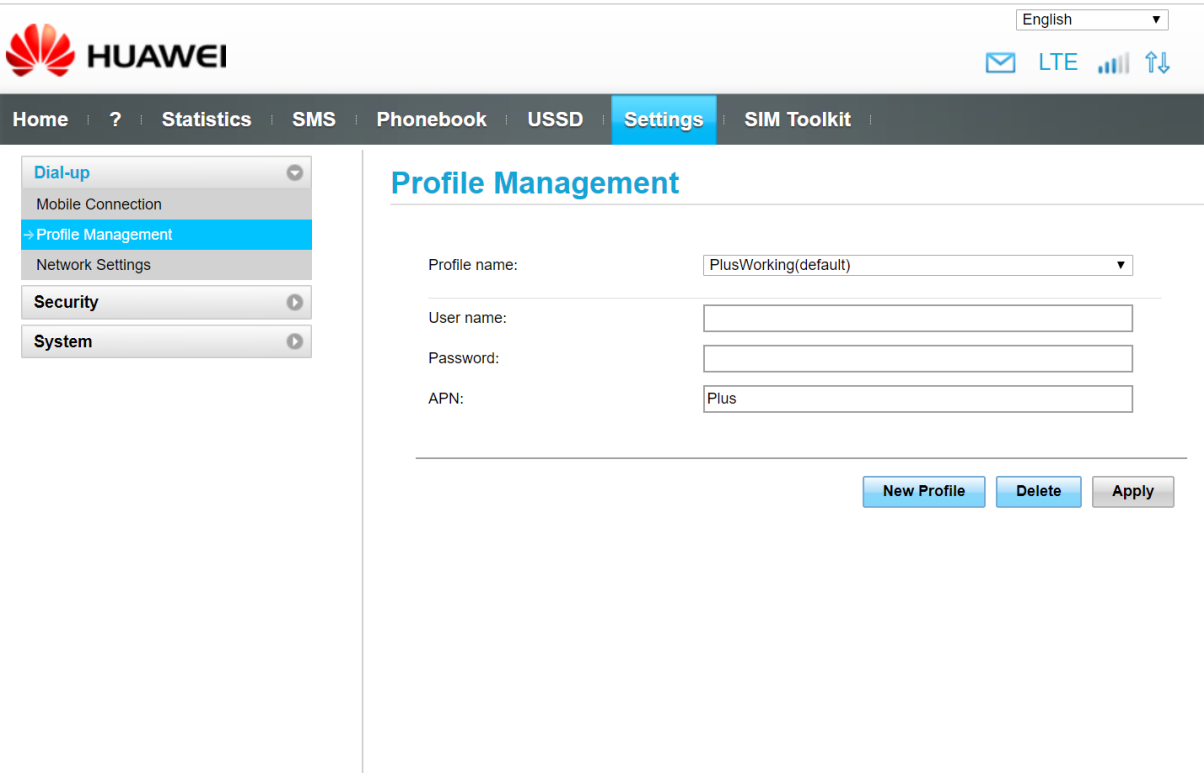 English
HUAWEI
LTE
Home ? Statistics SMS Phonebook USSD Settings SIM Toolkit
Dial-up
Mobile Connection
Profile Management
Network Settings
Security
System
Profile Management
Profile name: PlusWorking(default)
User name:
Password:
APN: Plus
New Profile Delete Apply